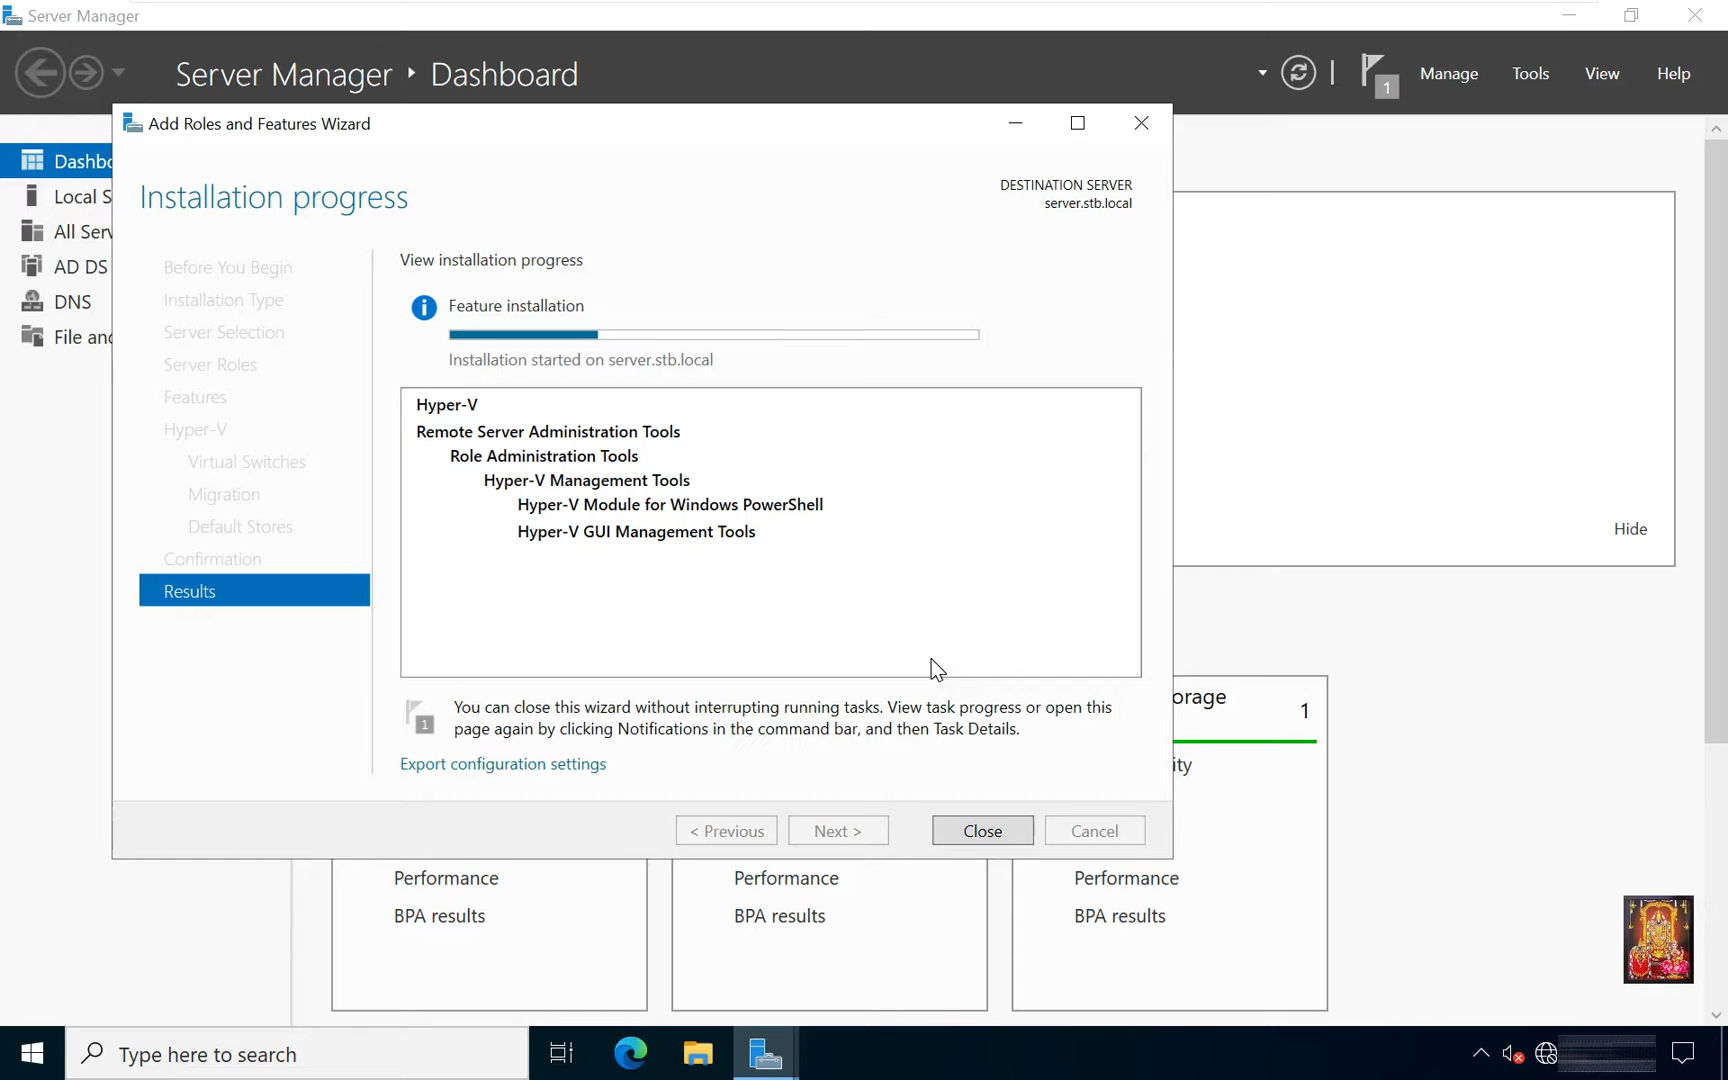 Server Manager
Server Manager ‣ Dashboard
1
Manage
Tools
View
Help
Add Roles and Features Wizard
Dashbo
Local S
All Serv
AD DS
DNS
File and
Installation progress
DESTINATION SERVER
server.stb.local
Before You Begin
Installation Type
Server Selection
Server Roles
Features
Hyper-V
Virtual Switches
Migration
Default Stores
Confirmation
Results
View installation progress
Feature installation
Installation started on server.stb.local
Hyper-V
Remote Server Administration Tools
Role Administration Tools
Hyper-V Management Tools
Hyper-V Module for Windows PowerShell
Hyper-V GUI Management Tools
1
You can close this wizard without interrupting running tasks. View task progress or open this
page again by clicking Notifications in the command bar, and then Task Details.
Export configuration settings
< Previous
Next >
Close
Cancel
Hide
orage
1
ity
Performance
BPA results
Performance
BPA results
Performance
BPA results
Type here to search